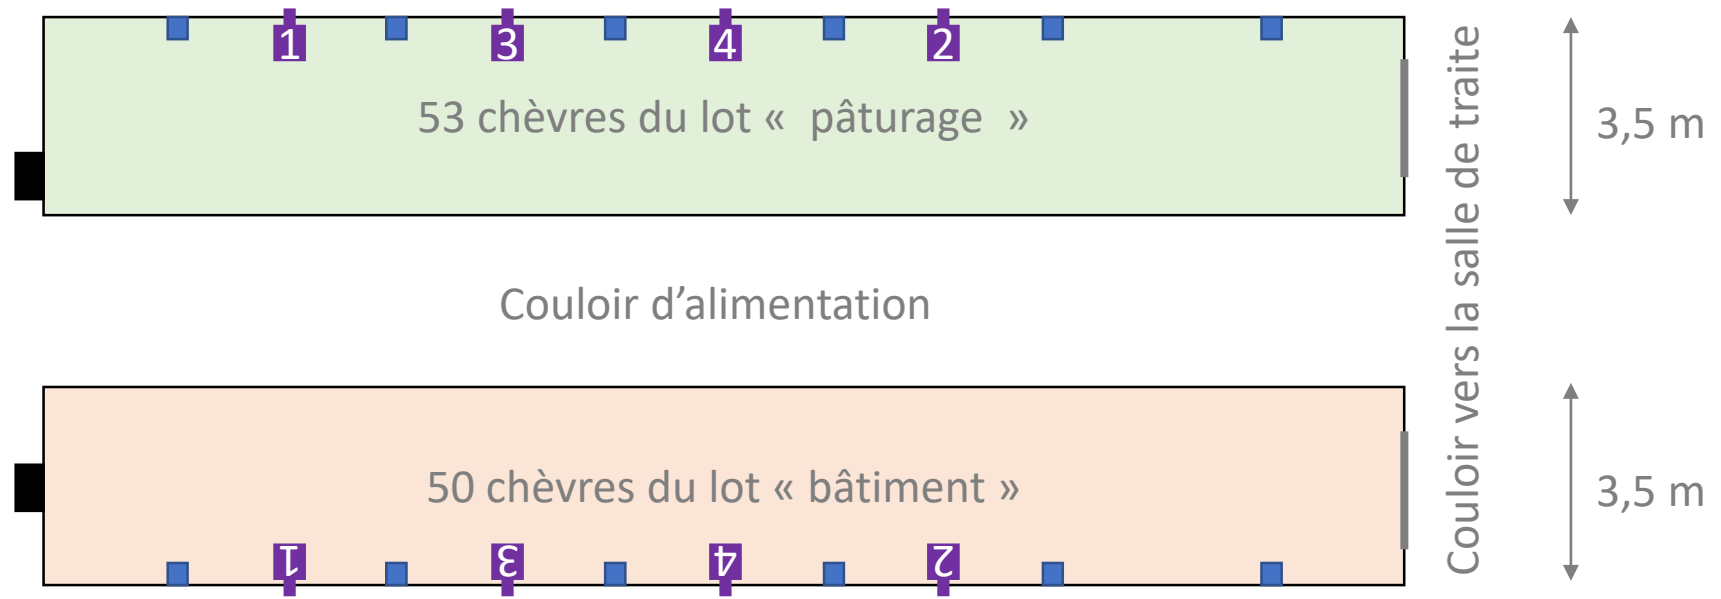 1 3 4 2
53 chèvres du lot « pâturage »
3,5 m
Couloir vers la salle de traite
Couloir d’alimentation
50 chèvres du lot « bâtiment »
3,5 m
1 3 4 2